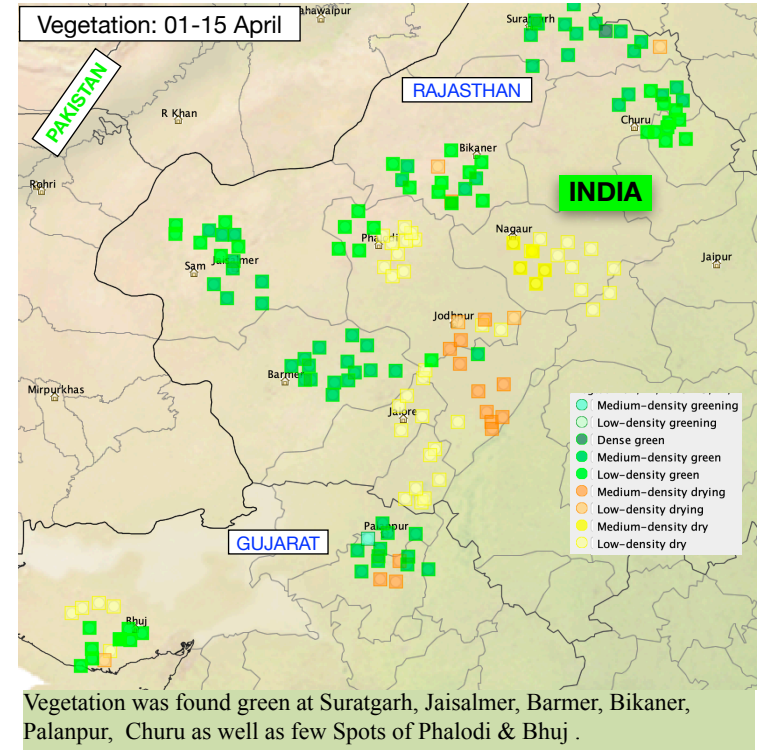 Vegetation: 01-15 April
ahawaipur
Suratgarh
PAKISTAN
RAJASTHAN
R Khan
Churu
Bikaner
Rohri
INDIA
Phalodi
Nagaur
Sam
Jaisalmer
Jaipur
Jodhpur
Barmer
Mirpurkhas
Jalore
Medium-density greening
Low-density greening
Dense green
Medium-density green
Low-density green
Medium-density drying
Low-density drying
Medium-density dry
Low-density dry
Palanpur
GUJARAT
Bhuj
Vegetation was found green at Suratgarh, Jaisalmer, Barmer, Bikaner,
Palanpur, Churu as well as few Spots of Phalodi & Bhuj .